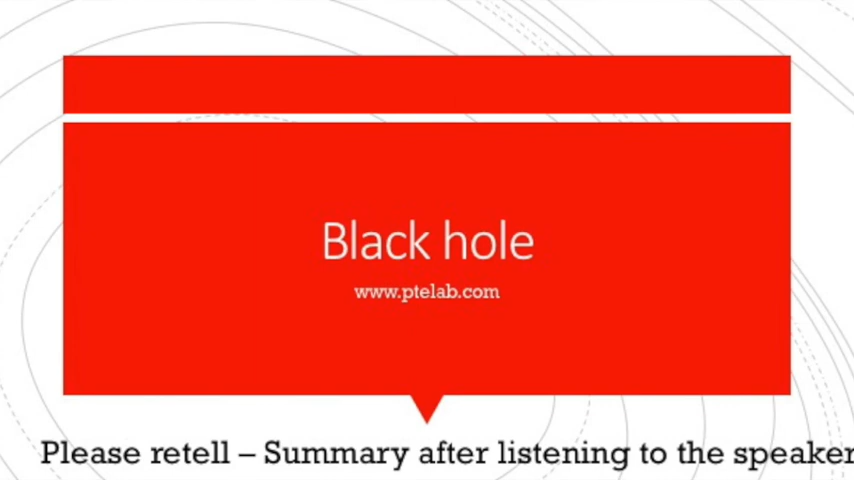 Black hole
www.ptelab.com
Please retell – Summary after listening to the speaker